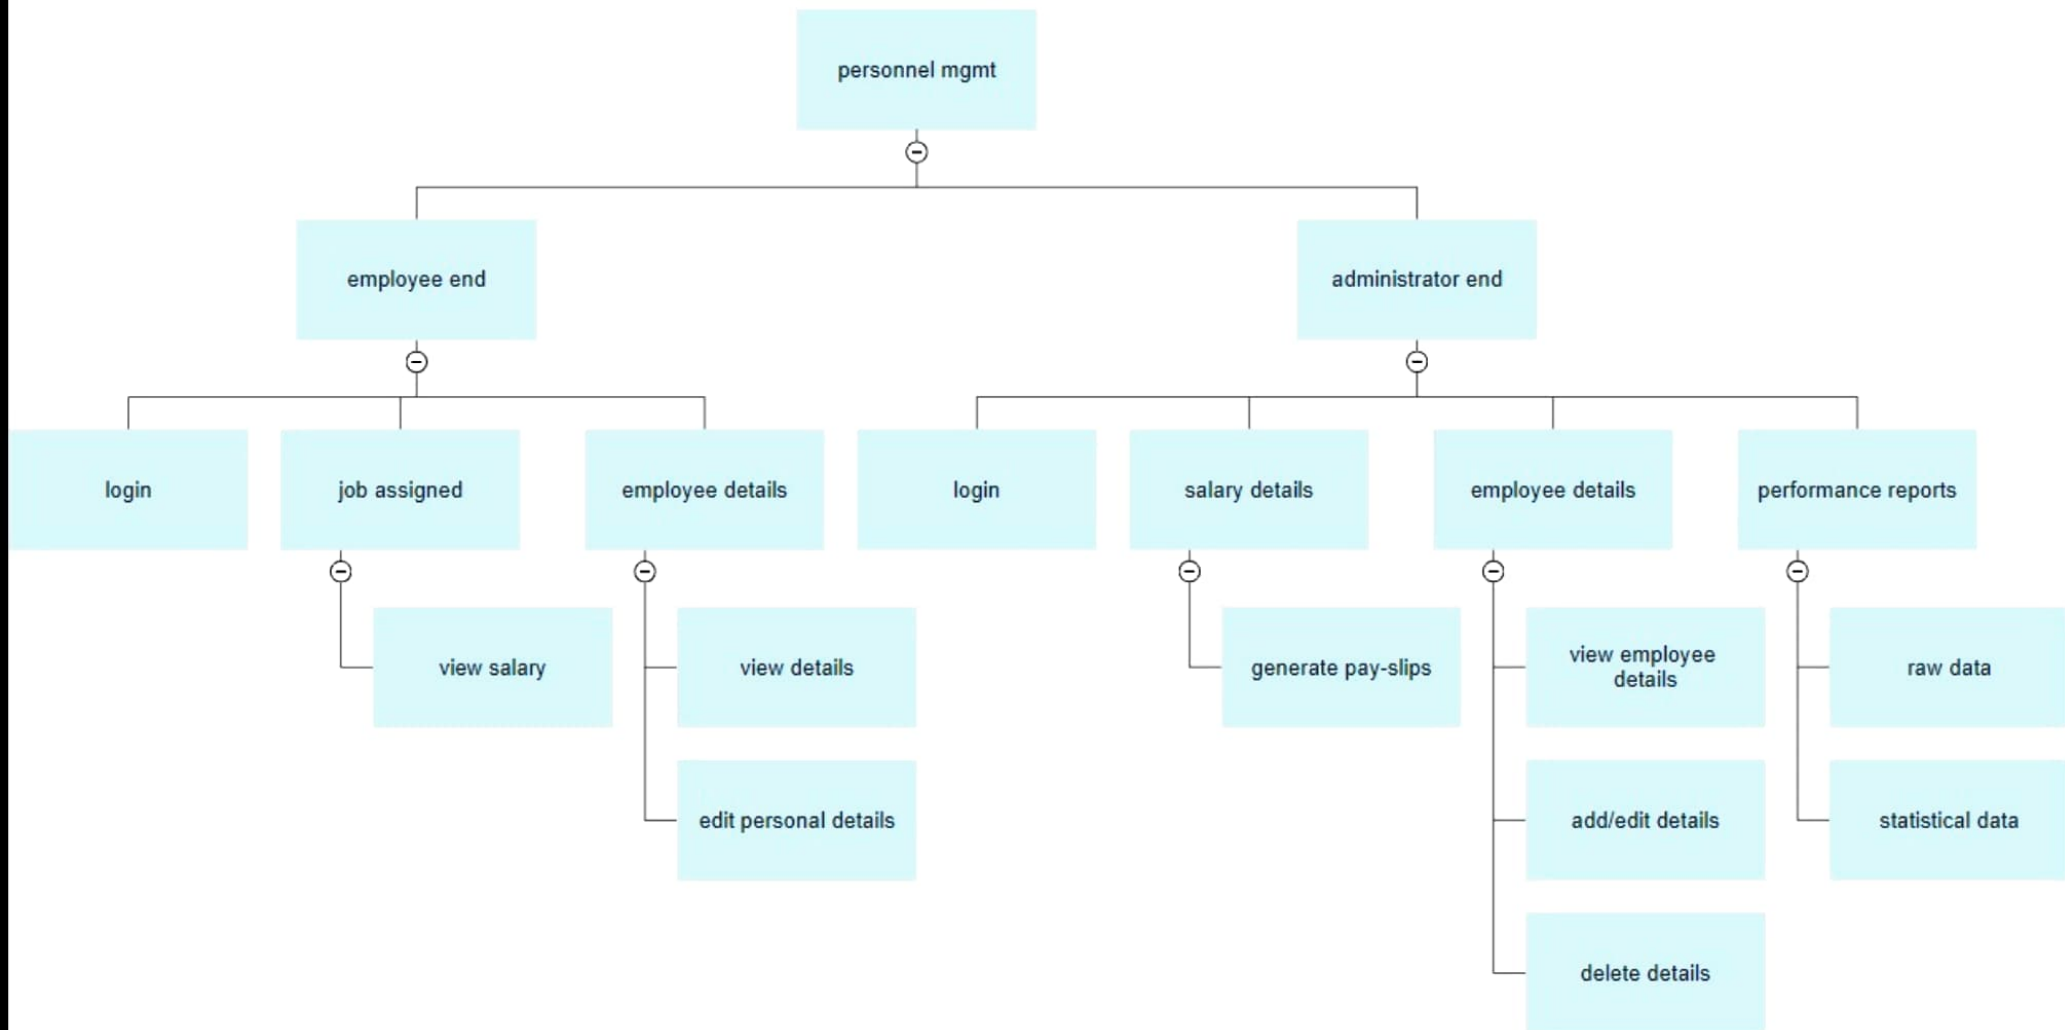 personnel mgmt
employee end
administrator end
login
job assigned
employee details
login
salary details
employee details
performance reports
view salary
view details
generate pay-slips
view employee
details
raw data
edit personal details
add/edit details
statistical data
delete details